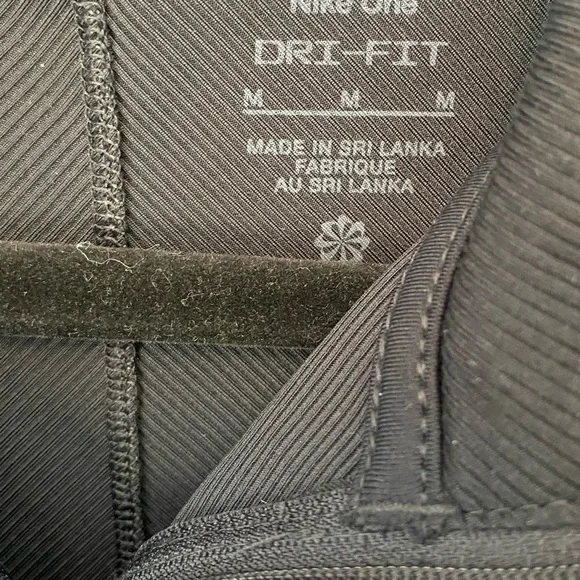 Nike One
DRI-FIT
M M M
MADE IN SRI LANKA
FABRIQUE
AU SRI LANKA